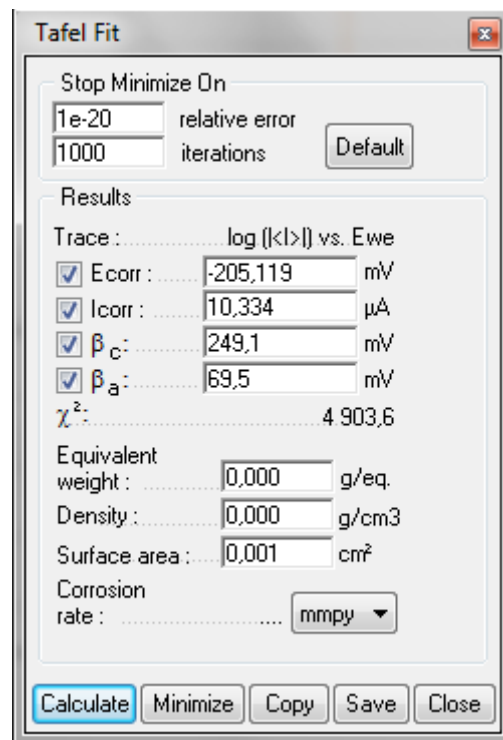 Tafel Fit
Stop Minimize On
1e-20 relative error
1000 iterations
Default
Results
Trace : log (|<I>|) vs. Ewe
Ecorr : -205,119 mV
Icorr : 10,334 µA
β c: 249,1 mV
β a: 69,5 mV
χ²: 4 903,6
Equivalent
weight : 0,000 g/eq.
Density : 0,000 g/cm3
Surface area : 0,001 cm²
Corrosion
rate : mmpy
Calculate Minimize Copy Save Close